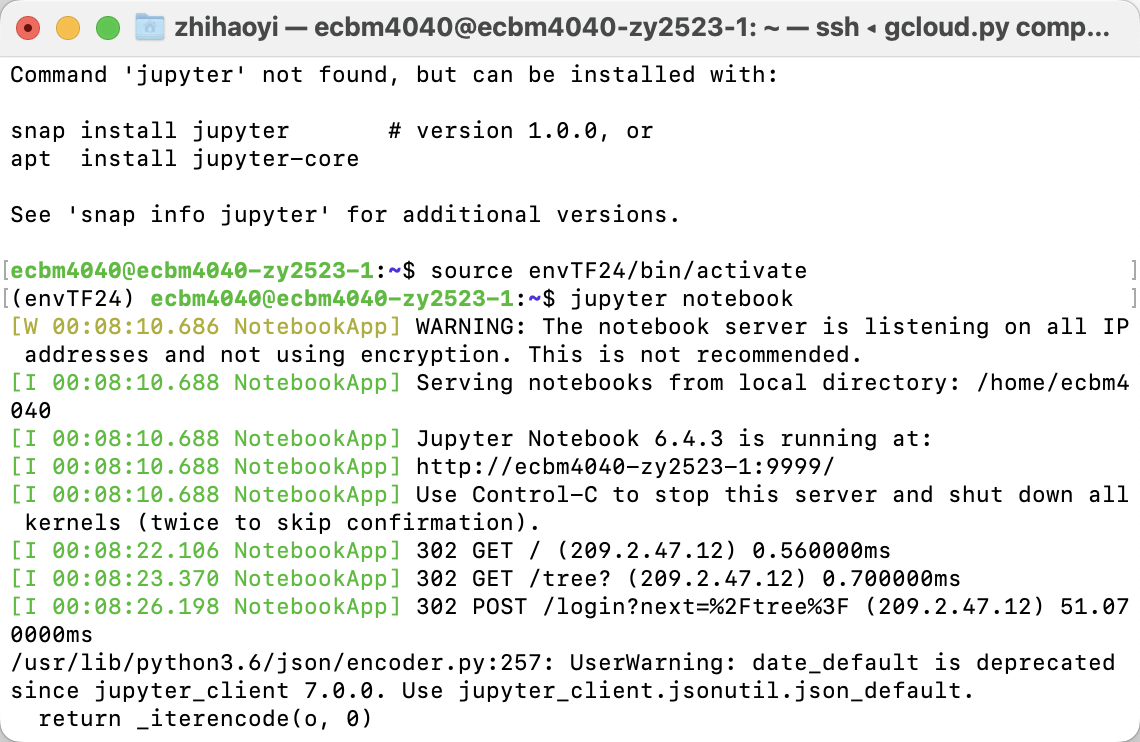 zhihaoyi — ecbm4040@ecbm4040-zy2523-1: ~ — ssh ◂ gcloud.py comp...
Command 'jupyter' not found, but can be installed with:
snap install jupyter       # version 1.0.0, or
apt  install jupyter-core
See 'snap info jupyter' for additional versions.
[ecbm4040@ecbm4040-zy2523-1:~$ source envTF24/bin/activate ]
[(envTF24) ecbm4040@ecbm4040-zy2523-1:~$ jupyter notebook ]
[W 00:08:10.686 NotebookApp] WARNING: The notebook server is listening on all IP
 addresses and not using encryption. This is not recommended.
[I 00:08:10.688 NotebookApp] Serving notebooks from local directory: /home/ecbm4
040
[I 00:08:10.688 NotebookApp] Jupyter Notebook 6.4.3 is running at:
[I 00:08:10.688 NotebookApp] http://ecbm4040-zy2523-1:9999/
[I 00:08:10.688 NotebookApp] Use Control-C to stop this server and shut down all
 kernels (twice to skip confirmation).
[I 00:08:22.106 NotebookApp] 302 GET / (209.2.47.12) 0.560000ms
[I 00:08:23.370 NotebookApp] 302 GET /tree? (209.2.47.12) 0.700000ms
[I 00:08:26.198 NotebookApp] 302 POST /login?next=%2Ftree%3F (209.2.47.12) 51.07
0000ms
/usr/lib/python3.6/json/encoder.py:257: UserWarning: date_default is deprecated
since jupyter_client 7.0.0. Use jupyter_client.jsonutil.json_default.
  return _iterencode(o, 0)